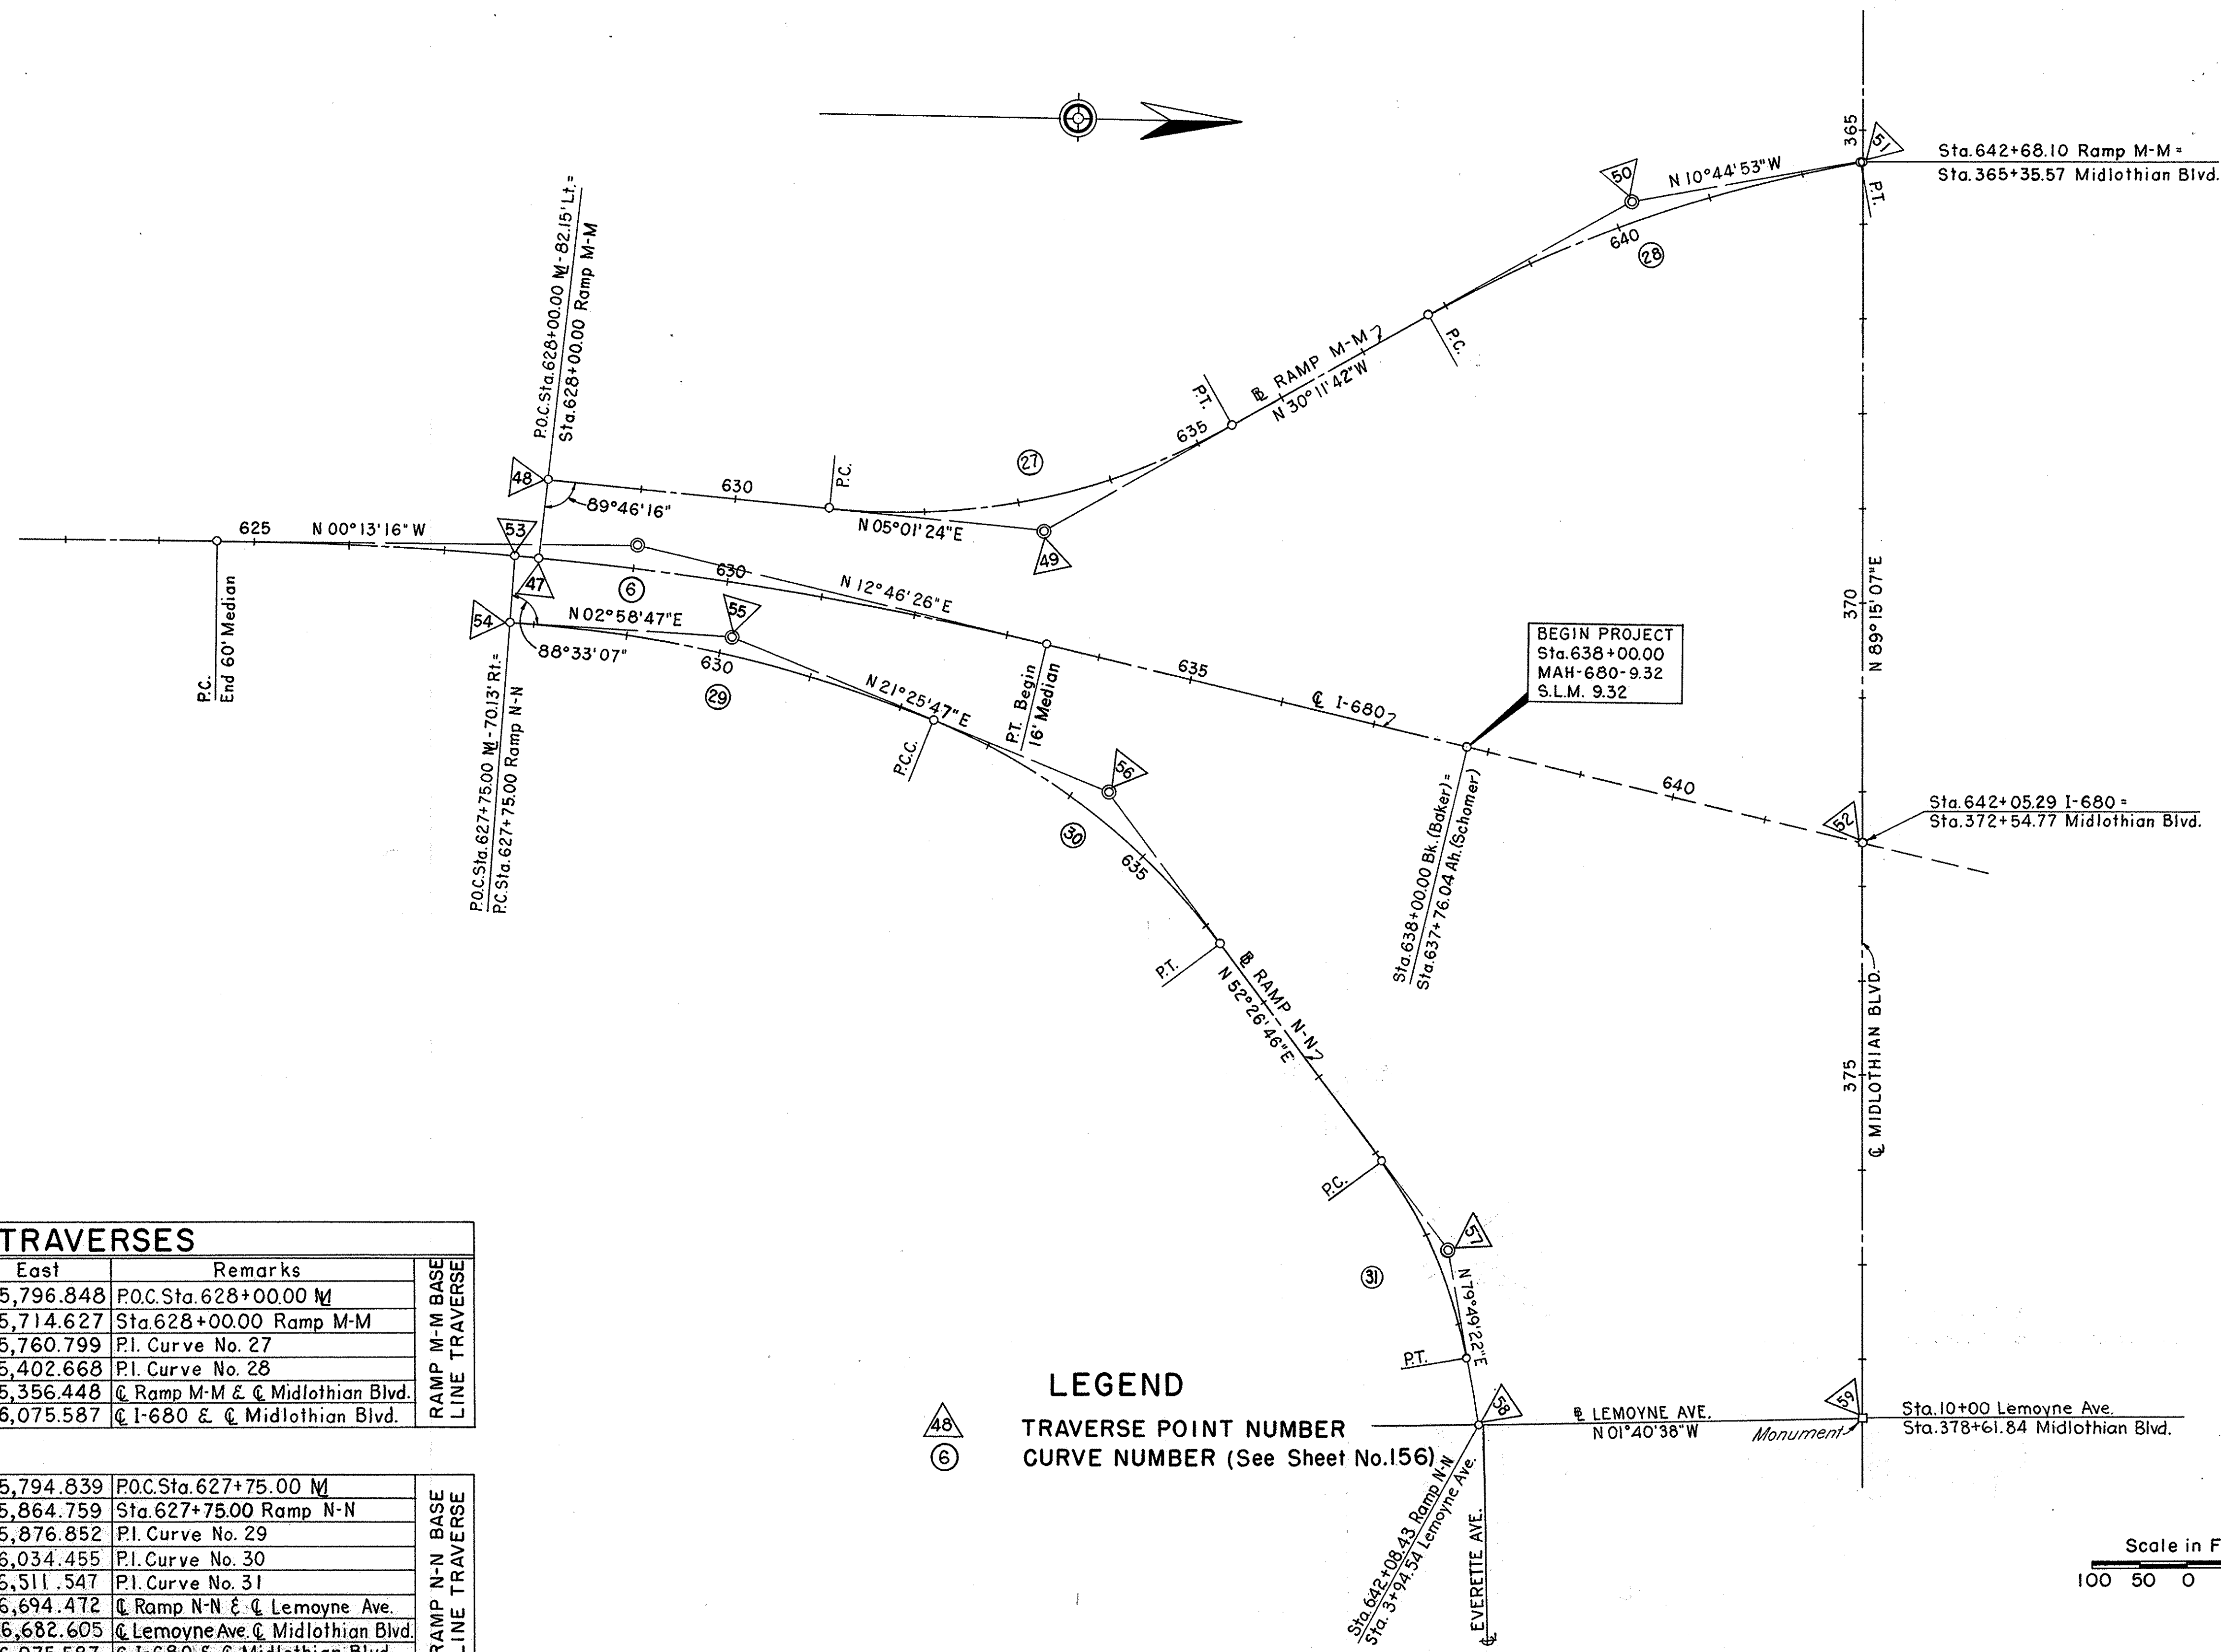 365
51
Sta.642+68.10 Ramp M-M =
Sta.365+35.57 Midlothian Blvd.
P.T.
50
N 10°44'53"W
640
28
P.O.C.Sta.628+00.00 M̲-82.15' Lt.=
Sta.628+00.00 Ramp M-M
P.C.
℄ RAMP M-M
N 30°11'42"W
P.T.
635
27
48
630
P.C.
89°46'16"
N 05°01'24"E
49
625
N 00°13'16" W
53
47
6
630
N 12°46'26"E
P.C.
End 60' Median
54
N 02°58'47"E
55
88°33'07"
630
29
N 21°25'47"E
P.T. Begin
16' Median
P.C.C.
635
℄ I-680
BEGIN PROJECT
Sta.638+00.00
MAH-680-9.32
S.L.M. 9.32
370
N 89°15'07"E
640
52
Sta.642+05.29 I-680 =
Sta.372+54.77 Midlothian Blvd.
P.O.C.Sta.627+75.00 M̲-70.13' Rt.=
P.C.Sta.627+75.00 Ramp N-N
56
30
635
Sta.638+00.00 Bk.(Baker)=
Sta.637+76.04 Ah.(Schomer)
P.T.
RAMP N-N
N 52°26'46"E
375
℄ MIDLOTHIAN BLVD.
P.C.
57
31
N 79°49'22"E
P.T.
58
LEMOYNE AVE.
N 01°40'38"W
Monument
59
Sta.10+00 Lemoyne Ave.
Sta.378+61.84 Midlothian Blvd.
Sta.642+08.43 Ramp N-N
Sta. 3+94.54 Lemoyne Ave.
℄ EVERETTE AVE.
TRAVERSES
East Remarks
5,796.848 P.O.C.Sta.628+00.00
5,714.627 Sta.628+00.00 Ramp M-M
5,760.799 P.I. Curve No. 27
5,402.668 P.I. Curve No. 28
5,356.448 ℄ Ramp M-M & ℄ Midlothian Blvd.
6,075.587 ℄ I-680 & ℄ Midlothian Blvd.
RAMP M-M BASE
LINE TRAVERSE
5,794.839 P.O.C.Sta.627+75.00
5,864.759 Sta.627+75.00 Ramp N-N
5,876.852 P.I. Curve No. 29
6,034.455 P.I. Curve No. 30
6,511.547 P.I. Curve No. 31
6,694.472 ℄ Ramp N-N & ℄ Lemoyne Ave.
6,682.605 ℄ Lemoyne Ave. ℄ Midlothian Blvd.
RAMP N-N BASE
LINE TRAVERSE
LEGEND
48 TRAVERSE POINT NUMBER
6 CURVE NUMBER (See Sheet No.156)
Scale in F
100 50 0